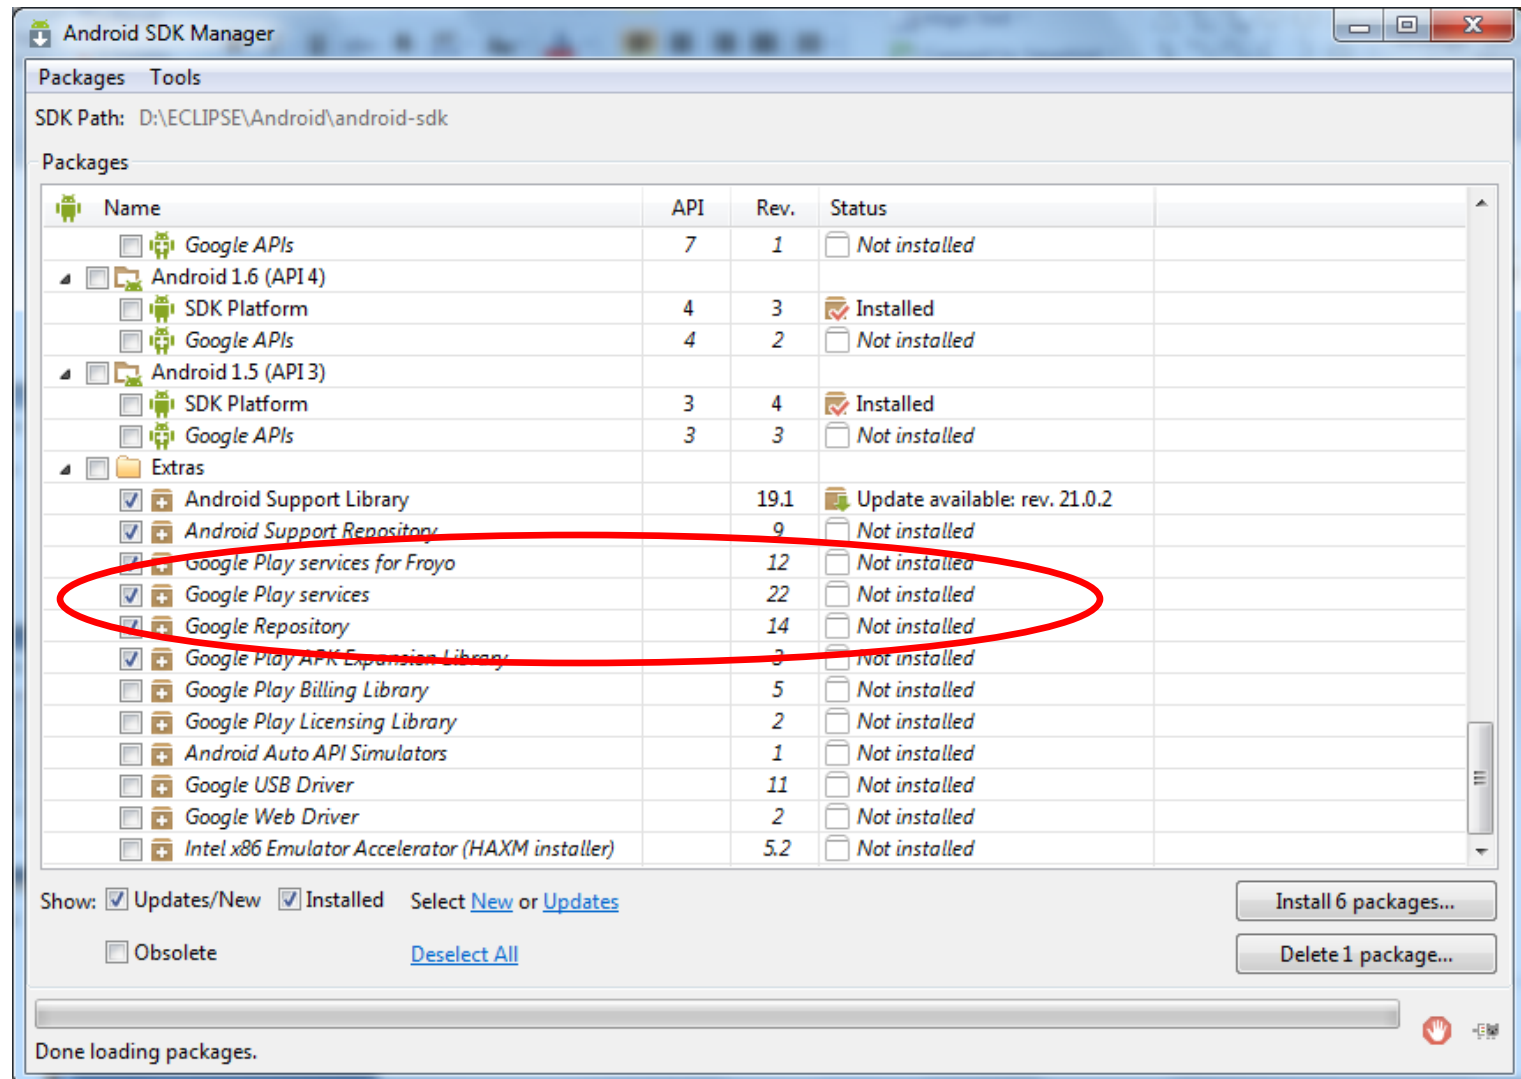 Android SDK Manager
Packages Tools
SDK Path: D:\ECLIPSE\Android\android-sdk
Packages
Name API Rev. Status
Google APIs 7 1 Not installed
Android 1.6 (API 4)
SDK Platform 4 3 Installed
Google APIs 4 2 Not installed
Android 1.5 (API 3)
SDK Platform 3 4 Installed
Google APIs 3 3 Not installed
Extras
Android Support Library 19.1 Update available: rev. 21.0.2
Android Support Repository 9 Not installed
Google Play services for Froyo 12 Not installed
Google Play services 22 Not installed
Google Repository 14 Not installed
Google Play APK Expansion Library 3 Not installed
Google Play Billing Library 5 Not installed
Google Play Licensing Library 2 Not installed
Android Auto API Simulators 1 Not installed
Google USB Driver 11 Not installed
Google Web Driver 2 Not installed
Intel x86 Emulator Accelerator (HAXM installer) 5.2 Not installed
Show: Updates/New Installed Select New or Updates Install 6 packages...
Obsolete Deselect All Delete 1 package...
Done loading packages.